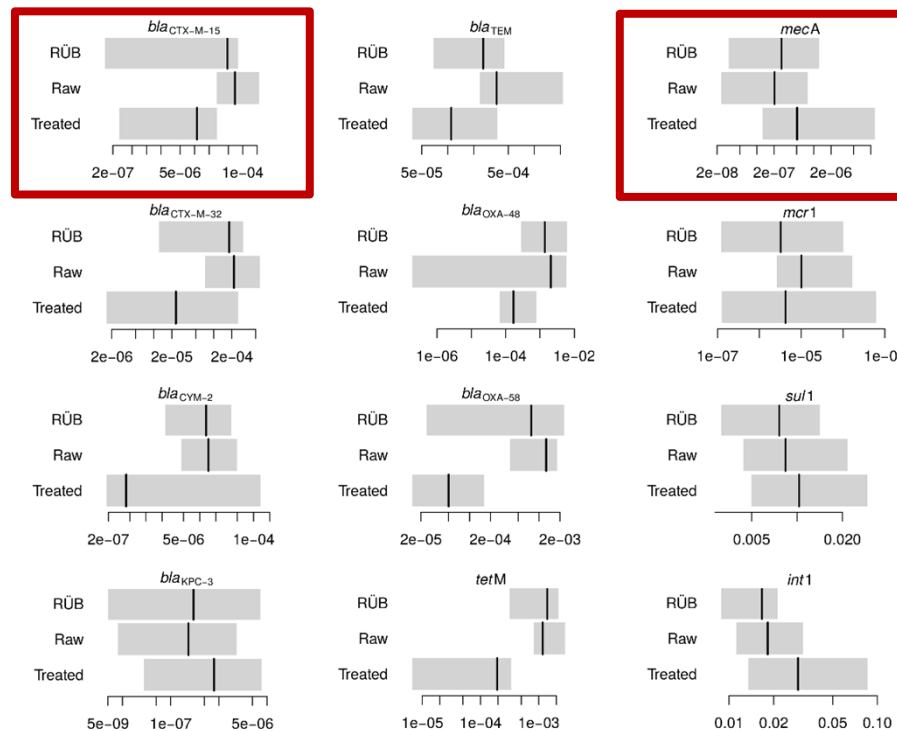 blaCTX−M−15
RÜB
Raw
Treated
2e−07 5e−06 1e−04
blaTEM
5e−05 5e−04
mecA
RÜB
Raw
Treated
2e−08 2e−07 2e−06
blaCTX−M−32
RÜB
Raw
Treated
2e−06 2e−05 2e−04
blaOXA−48
RÜB
Raw
Treated
1e−06 1e−04 1e−02
mcr1
RÜB
Raw
Treated
1e−07 1e−05 1e−0
blaCYM−2
RÜB
Raw
Treated
2e−07 5e−06 1e−04
blaOXA−58
RÜB
Raw
Treated
2e−05 2e−04 2e−03
sul1
RÜB
Raw
Treated
0.005 0.020
blaKPC−3
RÜB
Raw
Treated
5e−09 1e−07 5e−06
tetM
RÜB
Raw
Treated
1e−05 1e−04 1e−03
int1
RÜB
Raw
Treated
0.01 0.02 0.05 0.10
RÜB
Raw
Treated